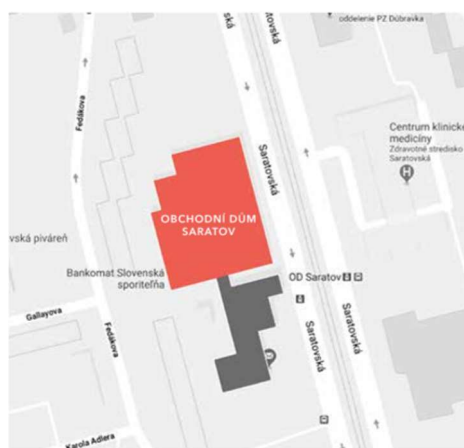 oddelenie PZ Dúbravka
Fedákova
Saratovská
Centrum klinickej
medicíny
Zdravotné stredisko
Saratovská
OBCHODNÍ DŮM
SARATOV
vská piváreň
Bankomat Slovenská
sporiteľňa
OD Saratov
Gallayova
Fedákova
Saratovská
Saratovská
Karola Adlera